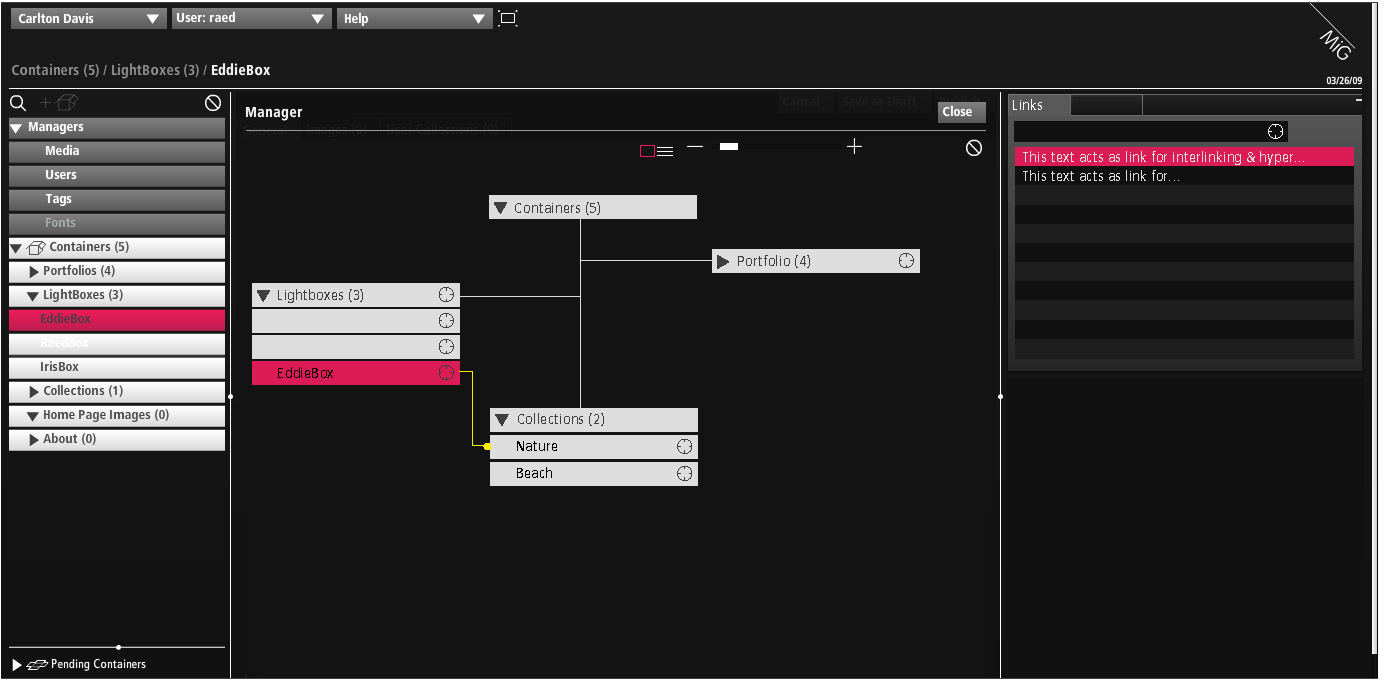 Carlton Davis
User: raed
Help
MiG
Containers (5) / LightBoxes (3) / EddieBox
03/26/09
Managers
Media
Users
Tags
Fonts
Containers (5)
Portfolios (4)
LightBoxes (3)
EddieBox
RaedBox
IrisBox
Collections (1)
Home Page Images (0)
About (0)
Pending Containers
Manager
Cancel
Save as Draft
Close
General
Images (0)
User Collections (0)
Containers (5)
Portfolio (4)
Lightboxes (3)
EddieBox
Collections (2)
Nature
Beach
Links
This text acts as link for interlinking & hyper...
This text acts as link for...